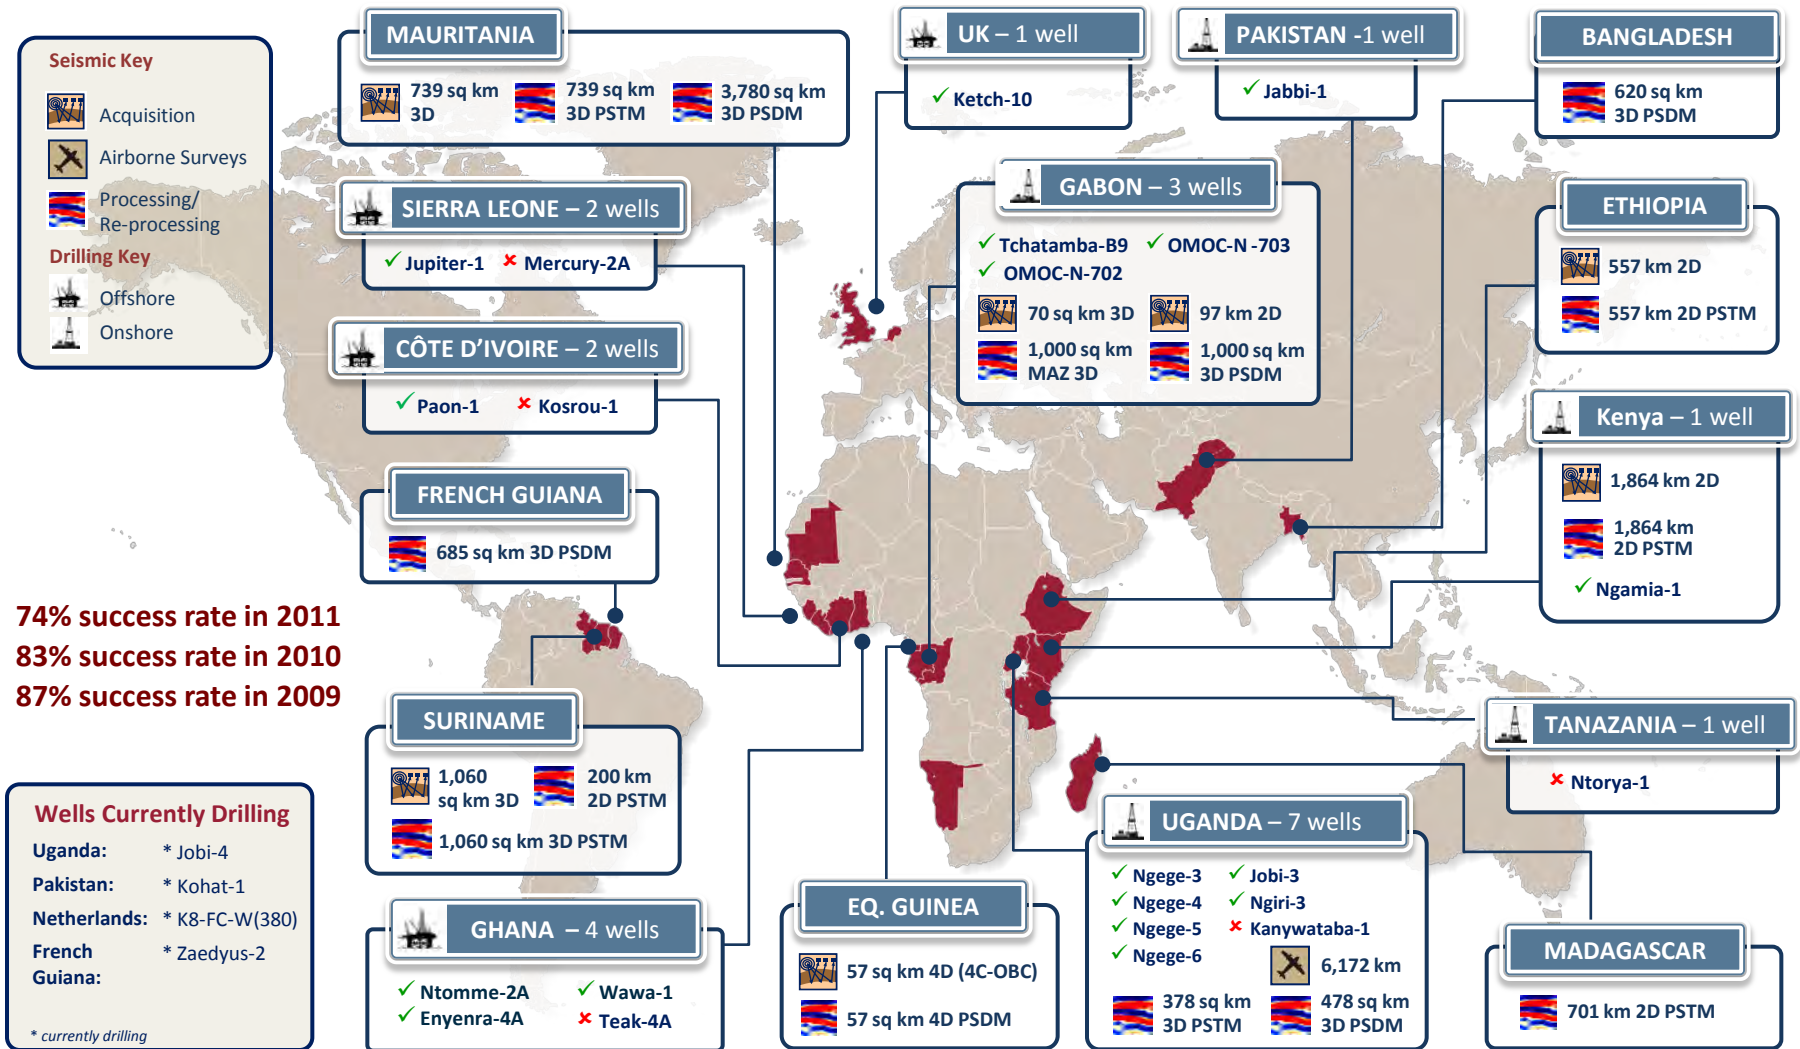 Seismic Key
Acquisition
Airborne Surveys
Processing/
Re-processing
Drilling Key
Offshore
Onshore
MAURITANIA
739 sq km
3D
739 sq km
3D PSTM
3,780 sq km
3D PSDM
UK – 1 well
✓ Ketch-10
PAKISTAN -1 well
✓ Jabbi-1
BANGLADESH
620 sq km
3D PSDM
SIERRA LEONE – 2 wells
✓ Jupiter-1 ✗ Mercury-2A
GABON – 3 wells
✓ Tchatamba-B9 ✓ OMOC-N -703
✓ OMOC-N-702
70 sq km 3D
97 km 2D
1,000 sq km
MAZ 3D
1,000 sq km
3D PSDM
ETHIOPIA
557 km 2D
557 km 2D PSTM
CÔTE D'IVOIRE – 2 wells
✓ Paon-1 ✗ Kosrou-1
Kenya – 1 well
1,864 km 2D
1,864 km
2D PSTM
✓ Ngamia-1
FRENCH GUIANA
685 sq km 3D PSDM
74% success rate in 2011
83% success rate in 2010
87% success rate in 2009
SURINAME
1,060
sq km 3D
200 km
2D PSTM
1,060 sq km 3D PSTM
TANAZANIA – 1 well
✗ Ntorya-1
Wells Currently Drilling
Uganda: * Jobi-4
Pakistan: * Kohat-1
Netherlands: * K8-FC-W(380)
French
Guiana:
* Zaedyus-2
* currently drilling
GHANA – 4 wells
✓ Ntomme-2A ✓ Wawa-1
✓ Enyenra-4A ✗ Teak-4A
EQ. GUINEA
57 sq km 4D (4C-OBC)
57 sq km 4D PSDM
UGANDA – 7 wells
✓ Ngege-3 ✓ Jobi-3
✓ Ngege-4 ✓ Ngiri-3
✓ Ngege-5 ✗ Kanywataba-1
✓ Ngege-6
6,172 km
378 sq km
3D PSTM
478 sq km
3D PSDM
MADAGASCAR
701 km 2D PSTM